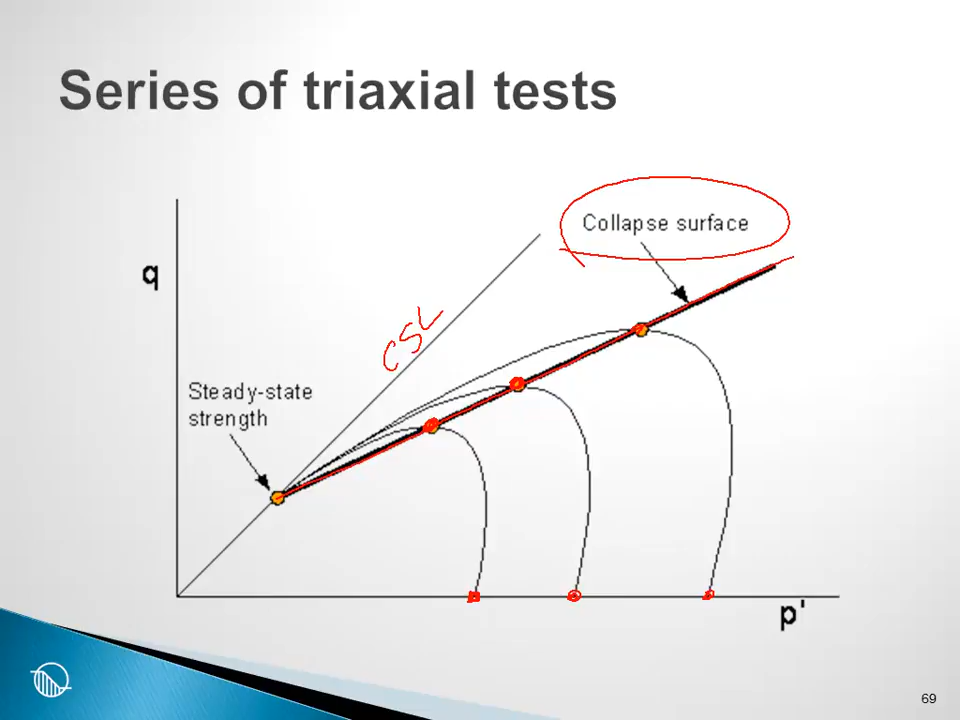 Series of triaxial tests
Collapse surface
q
CSL
Steady-state
strength
p'
69